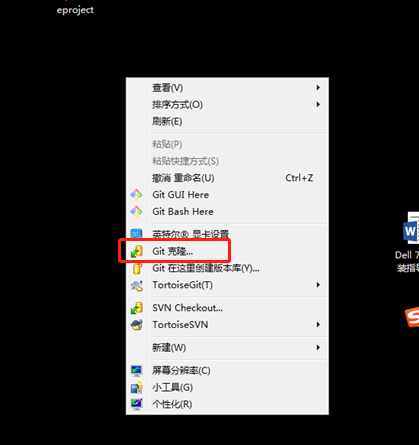 eproject
查看(V)
排序方式(O)
刷新(E)
粘贴(P)
粘贴快捷方式(S)
撤消 重命名(U) Ctrl+Z
Git GUI Here
Git Bash Here
英特尔® 显卡设置
Git 克隆...
Git 在这里创建版本库(Y)...
TortoiseGit(T)
SVN Checkout...
TortoiseSVN
新建(W)
屏幕分辨率(C)
小工具(G)
个性化(R)
W
Dell 7
装指导